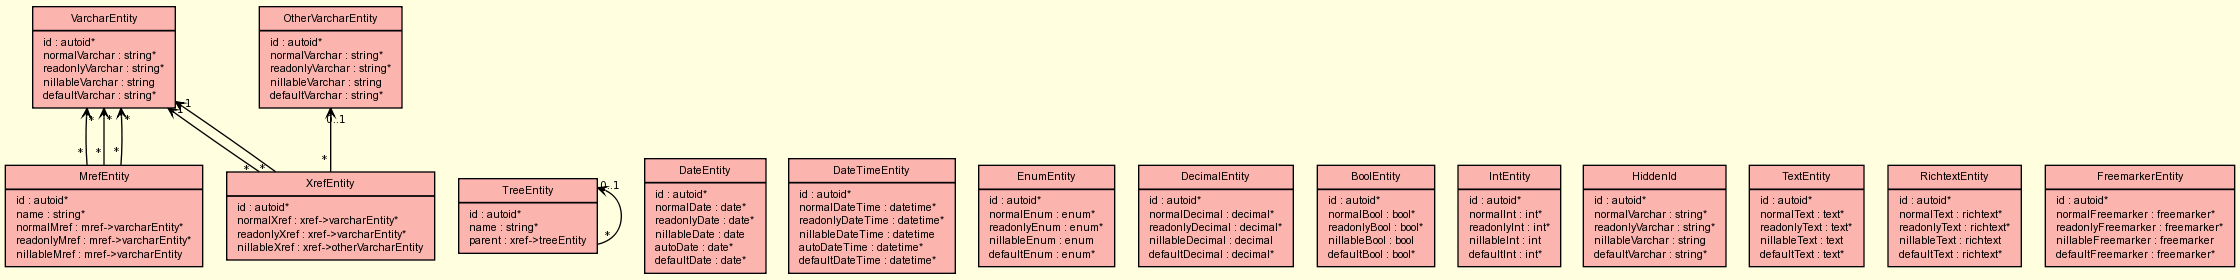 VarcharEntity
id : autoid*
normalVarchar : string*
readonlyVarchar : string*
nillableVarchar : string
defaultVarchar : string*
OtherVarcharEntity
id : autoid*
normalVarchar : string*
readonlyVarchar : string*
nillableVarchar : string
defaultVarchar : string*
*
*
*
1
1
0..1
*
*
*
*
*
*
MrefEntity
id : autoid*
name : string*
normalMref : mref->varcharEntity*
readonlyMref : mref->varcharEntity*
nillableMref : mref->varcharEntity
XrefEntity
id : autoid*
normalXref : xref->varcharEntity*
readonlyXref : xref->varcharEntity*
nillableXref : xref->otherVarcharEntity
TreeEntity
id : autoid*
name : string*
parent : xref->treeEntity
0..1
*
DateEntity
id : autoid*
normalDate : date*
readonlyDate : date*
nillableDate : date
autoDate : date*
defaultDate : date*
DateTimeEntity
id : autoid*
normalDateTime : datetime*
readonlyDateTime : datetime*
nillableDateTime : datetime
autoDateTime : datetime*
defaultDateTime : datetime*
EnumEntity
id : autoid*
normalEnum : enum*
readonlyEnum : enum*
nillableEnum : enum
defaultEnum : enum*
DecimalEntity
id : autoid*
normalDecimal : decimal*
readonlyDecimal : decimal*
nillableDecimal : decimal
defaultDecimal : decimal*
BoolEntity
id : autoid*
normalBool : bool*
readonlyBool : bool*
nillableBool : bool
defaultBool : bool*
IntEntity
id : autoid*
normalInt : int*
readonlyInt : int*
nillableInt : int
defaultInt : int*
HiddenId
id : autoid*
normalVarchar : string*
readonlyVarchar : string*
nillableVarchar : string
defaultVarchar : string*
TextEntity
id : autoid*
normalText : text*
readonlyText : text*
nillableText : text
defaultText : text*
RichtextEntity
id : autoid*
normalText : richtext*
readonlyText : richtext*
nillableText : richtext
defaultText : richtext*
FreemarkerEntity
id : autoid*
normalFreemarker : freemarker*
readonlyFreemarker : freemarker*
nillableFreemarker : freemarker
defaultFreemarker : freemarker*